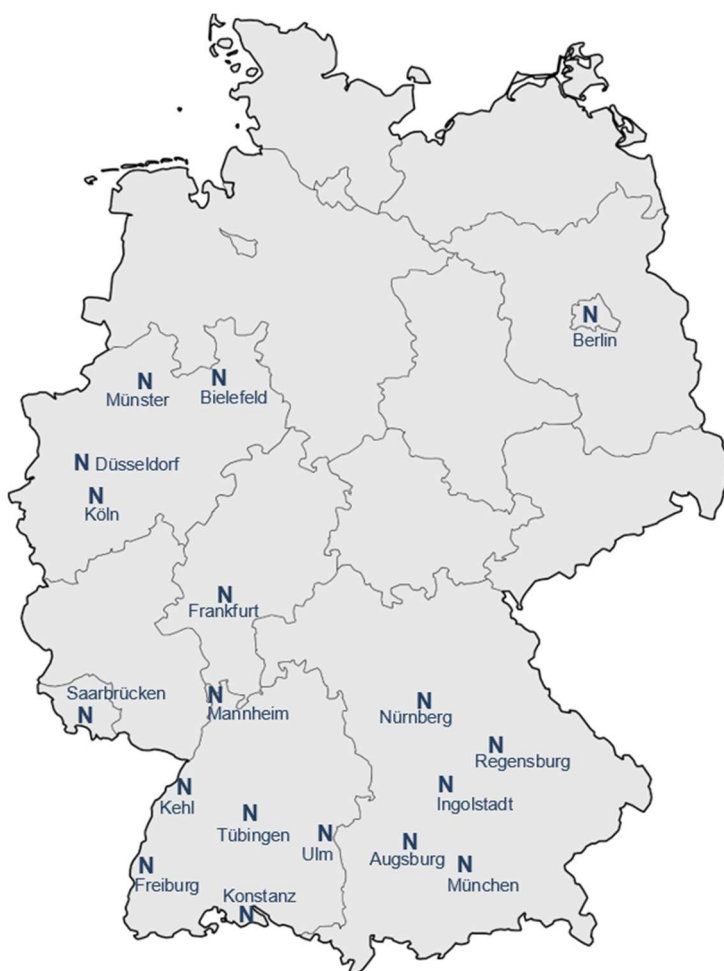 N
Berlin
N
Münster
N
Bielefeld
N Düsseldorf
N
Köln
N
Frankfurt
Saarbrücken
N
N
Mannheim
N
Nürnberg
N
Regensburg
N
Kehl
N
Ingolstadt
N
Tübingen
N
Ulm
N
Augsburg
N
Freiburg
N
München
Konstanz
N